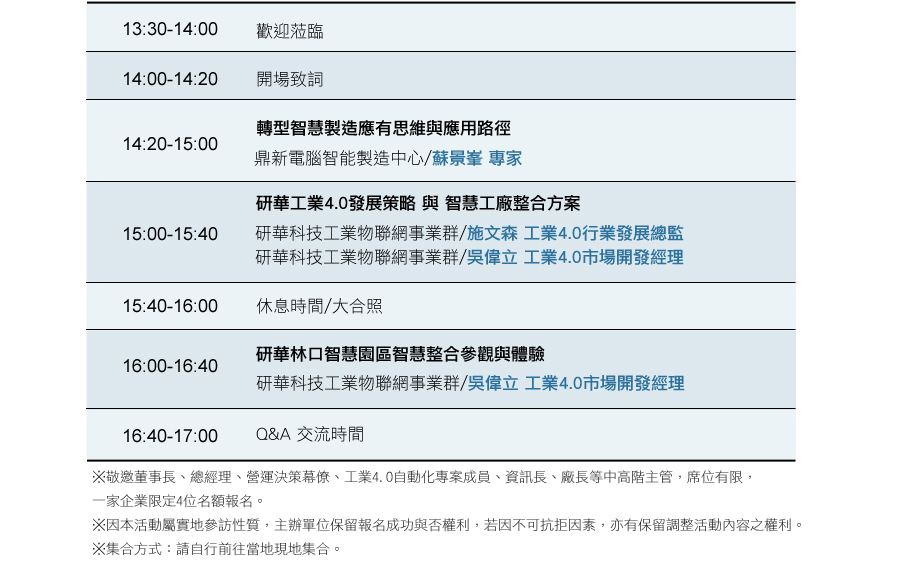 13:30-14:00 歡迎蒞臨
14:00-14:20 開場致詞
轉型智慧製造應有思維與應用路徑
14:20-15:00
鼎新電腦智能製造中心/蘇景峯 專家
研華工業4.0發展策略 與 智慧工廠整合方案
15:00-15:40 研華科技工業物聯網事業群/施文森 工業4.0行業發展總監
研華科技工業物聯網事業群/吳偉立 工業4.0市場開發經理
15:40-16:00 休息時間/大合照
研華林口智慧園區智慧整合參觀與體驗
16:00-16:40
研華科技工業物聯網事業群/吳偉立 工業4.0市場開發經理
16:40-17:00 Q&A 交流時間
※敬邀董事長、總經理、營運決策幕僚、工業4.0自動化專案成員、資訊長、廠長等中高階主管，席位有限，
一家企業限定4位名額報名。
※因本活動屬實地參訪性質，主辦單位保留報名成功與否權利，若因不可抗拒因素，亦有保留調整活動內容之權利。
※集合方式：請自行前往當地現地集合。